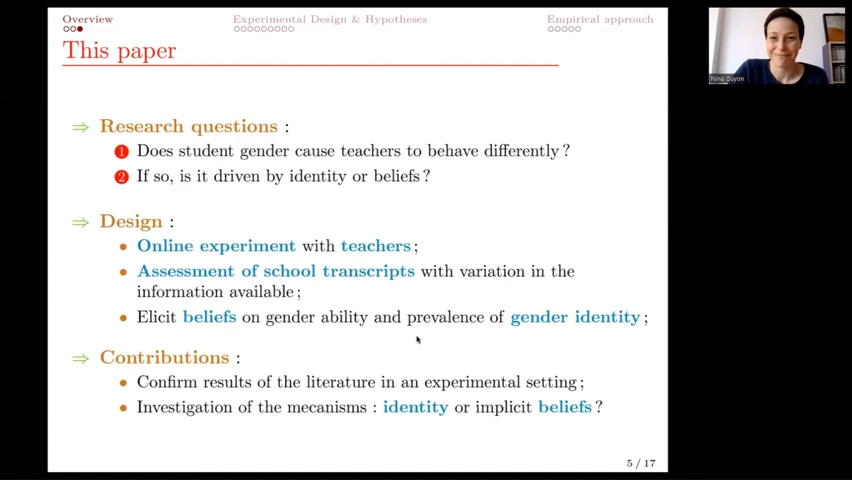 Overview
Experimental Design & Hypotheses
Empirical approach
This paper
⇒ Research questions :
1 Does student gender cause teachers to behave differently ?
2 If so, is it driven by identity or beliefs ?
⇒ Design :
• Online experiment with teachers ;
• Assessment of school transcripts with variation in the
information available ;
• Elicit beliefs on gender ability and prevalence of gender identity ;
⇒ Contributions :
• Confirm results of the literature in an experimental setting ;
• Investigation of the mecanisms : identity or implicit beliefs ?
5 / 17
Nina Guyon